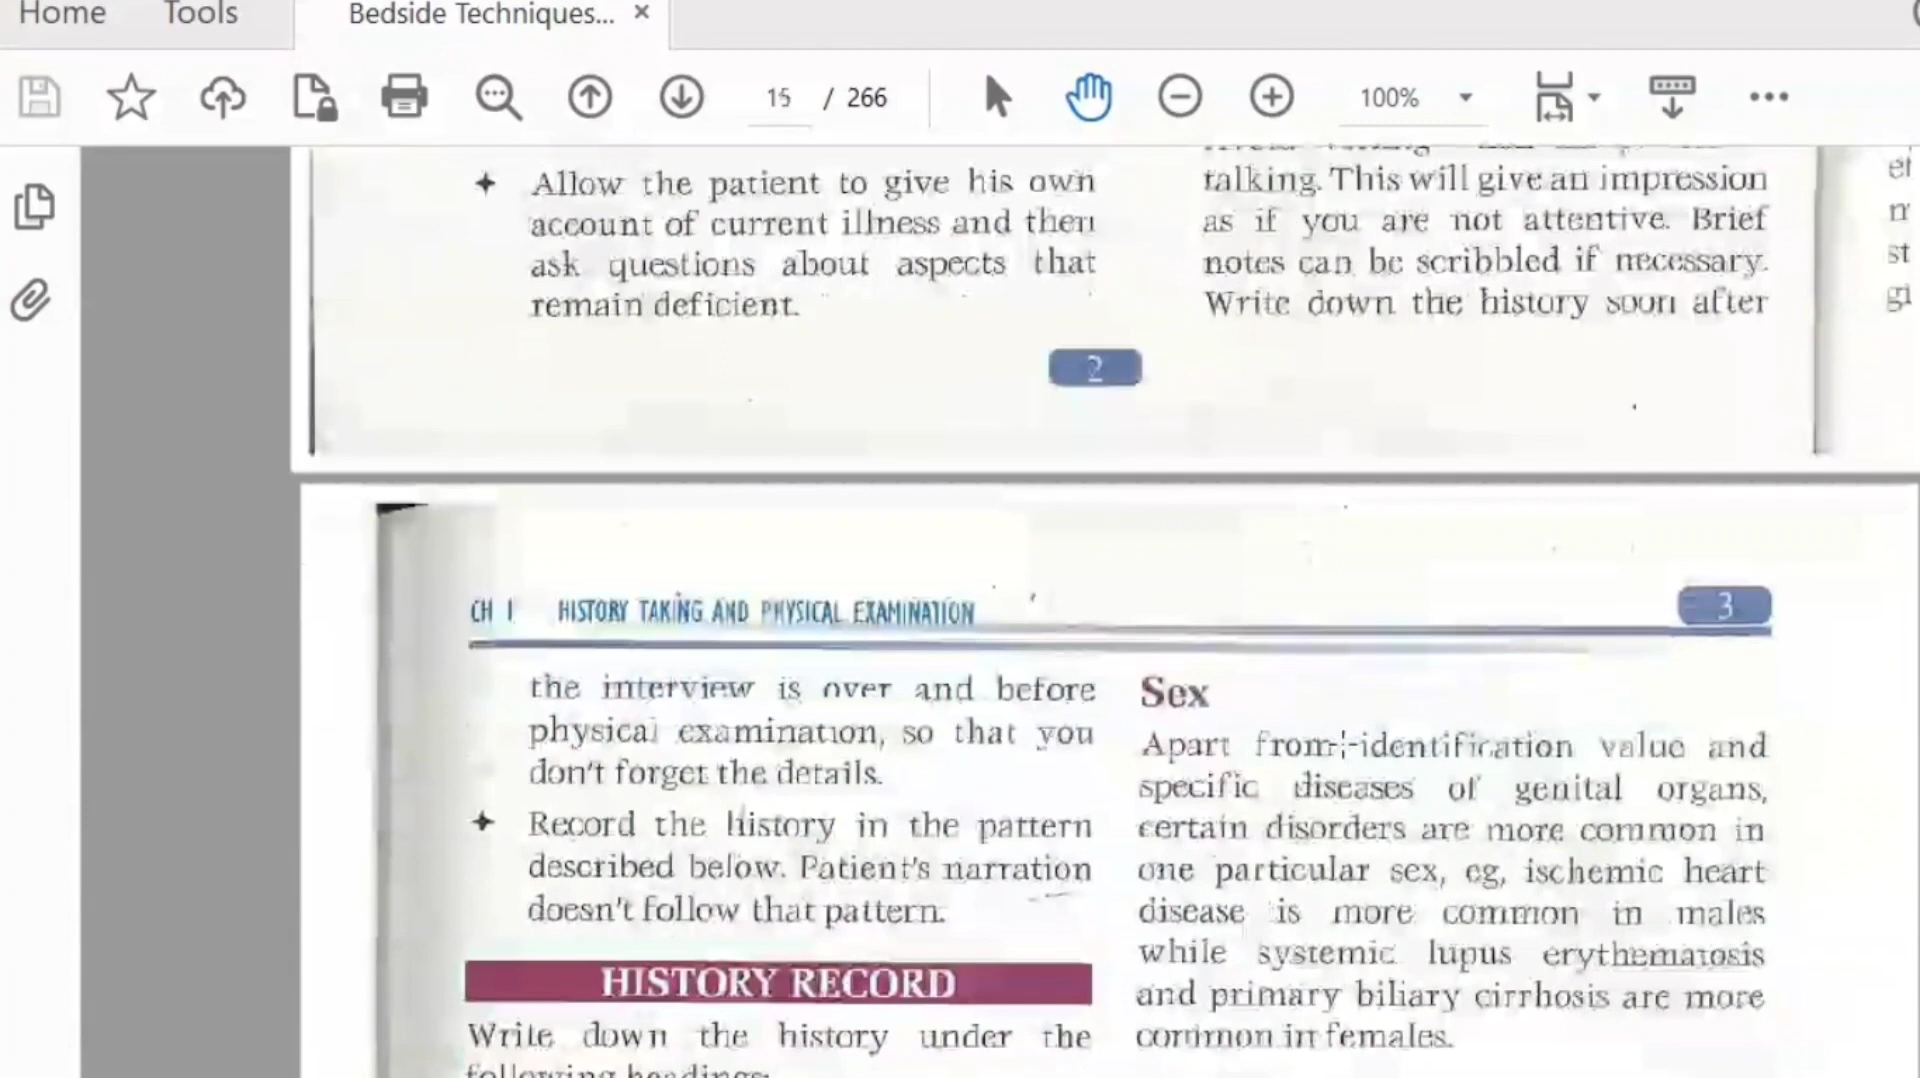 Home Tools Bedside Techniques... ×
15 / 266 100%
Allow the patient to give his own
account of current illness and then
ask questions about aspects that
remain deficient.
talking. This will give an impression
as if you are not attentive. Brief
notes can be scribbled if necessary.
Write down the history soon after
st
2
CH 1 HISTORY TAKING AND PHYSICAL EXAMINATION
3
the interview is over and before
physical examination, so that you
don't forget the details.
Record the history in the pattern
described below. Patient's narration
doesn't follow that pattern.
HISTORY RECORD
Write down the history under the
following headings:
Sex
Apart from identification value and
specific diseases of genital organs,
certain disorders are more common in
one particular sex, eg, ischemic heart
disease is more common in males
while systemic lupus erythematosis
and primary biliary cirrhosis are more
common in females.